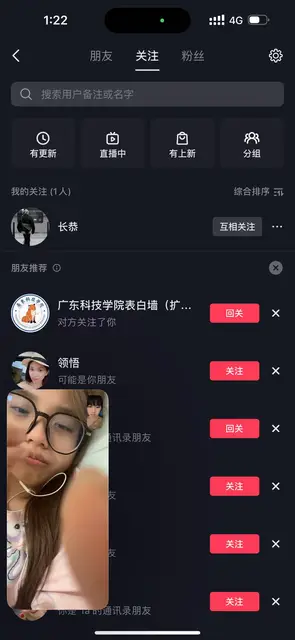 1:22
4G
朋友 关注 粉丝
搜索用户备注或名字
有更新 直播中 有上新 分组
我的关注 (1 人) 综合排序
长恭 互相关注
朋友推荐
广东科技学院表白墙（扩... 回关
对方关注了你
领悟 关注
可能是你朋友
回关
通讯录朋友
关注
友
关注
友
关注
你是 Ta 的通讯录朋友